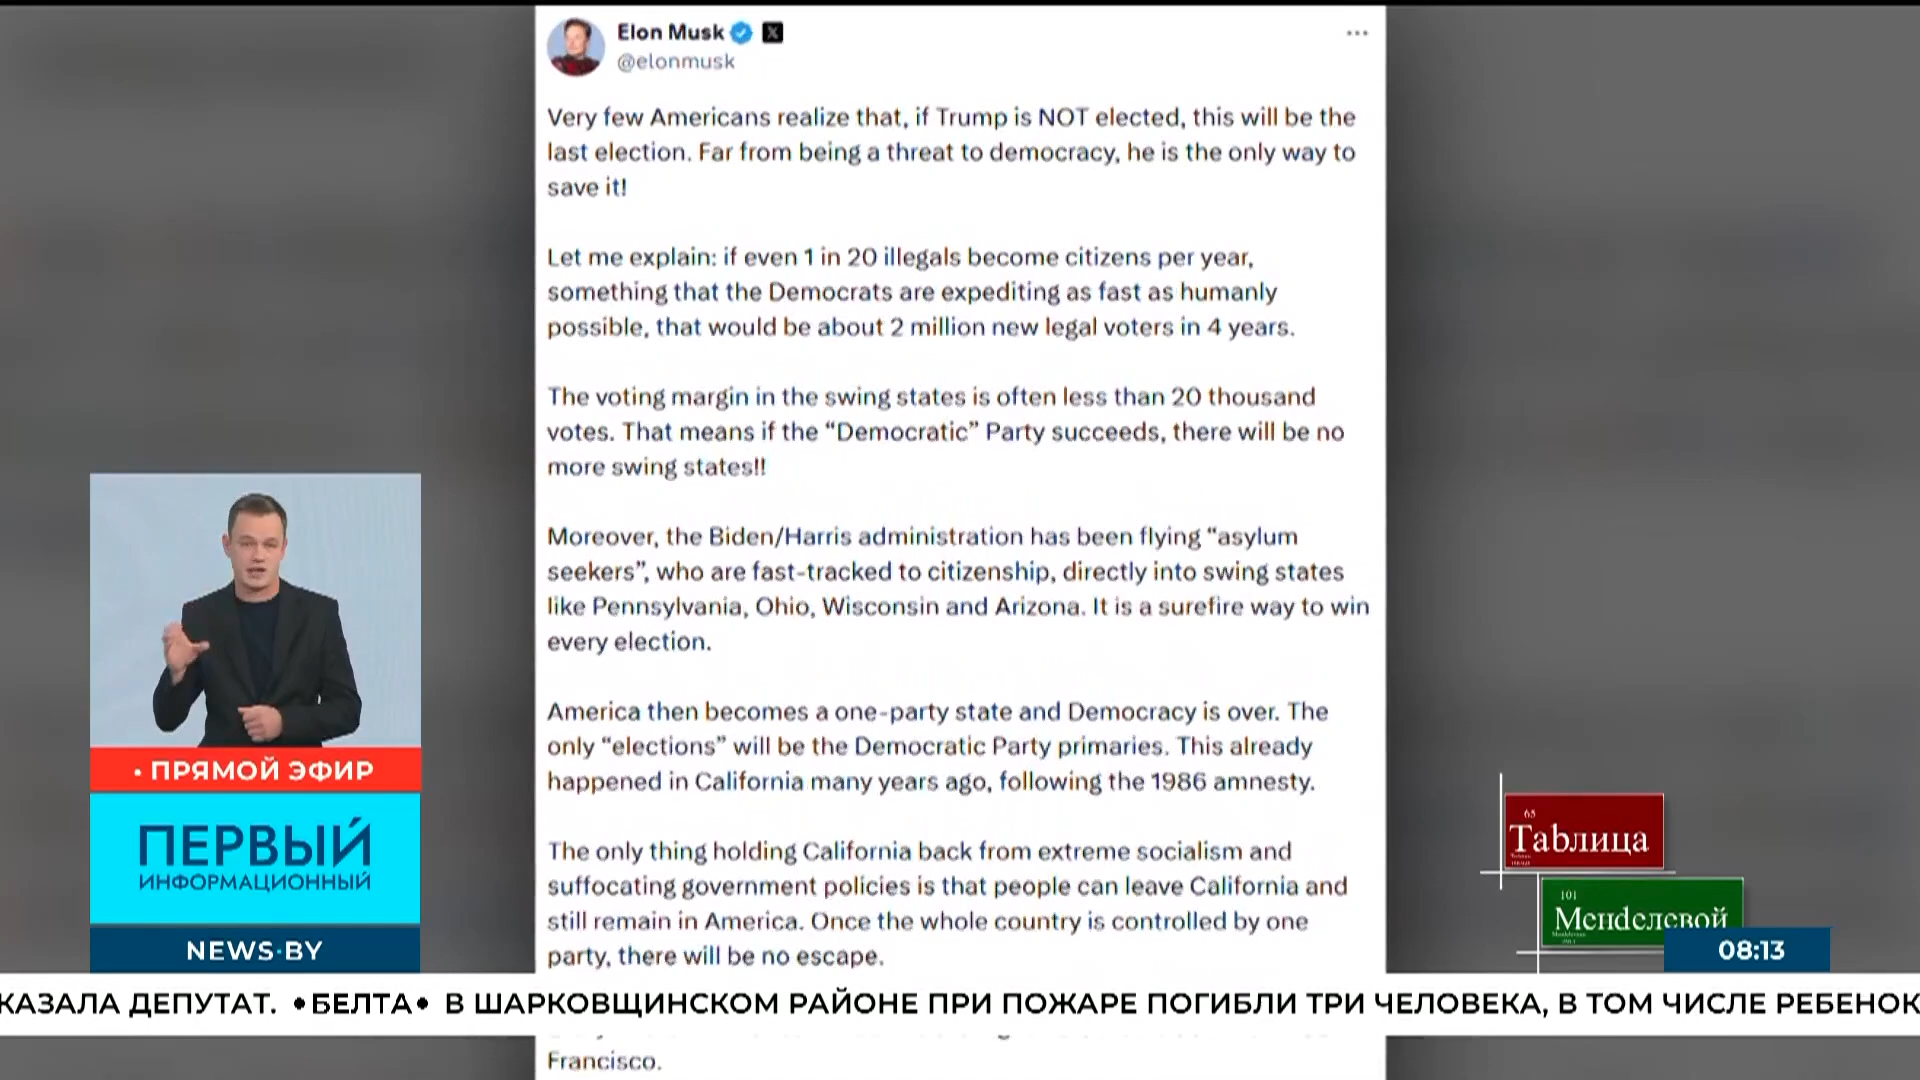 Elon Musk
@elonmusk
Very few Americans realize that, if Trump is NOT elected, this will be the
last election. Far from being a threat to democracy, he is the only way to
save it!
Let me explain: if even 1 in 20 illegals become citizens per year,
something that the Democrats are expediting as fast as humanly
possible, that would be about 2 million new legal voters in 4 years.
The voting margin in the swing states is often less than 20 thousand
votes. That means if the “Democratic” Party succeeds, there will be no
more swing states!!
Moreover, the Biden/Harris administration has been flying “asylum
seekers”, who are fast-tracked to citizenship, directly into swing states
like Pennsylvania, Ohio, Wisconsin and Arizona. It is a surefire way to win
every election.
America then becomes a one-party state and Democracy is over. The
only “elections” will be the Democratic Party primaries. This already
happened in California many years ago, following the 1986 amnesty.
The only thing holding California back from extreme socialism and
suffocating government policies is that people can leave California and
still remain in America. Once the whole country is controlled by one
party, there will be no escape.
Francisco.
• ПРЯМОЙ ЭФИР
ПЕРВЫЙ
ИНФОРМАЦИОННЫЙ
NEWS.BY
65
Таблица
101
Менделевой
08:13
КАЗАЛА ДЕПУТАТ. •БЕЛТА• В ШАРКОВЩИНСКОМ РАЙОНЕ ПРИ ПОЖАРЕ ПОГИБЛИ ТРИ ЧЕЛОВЕКА, В ТОМ ЧИСЛЕ РЕБЕНОК